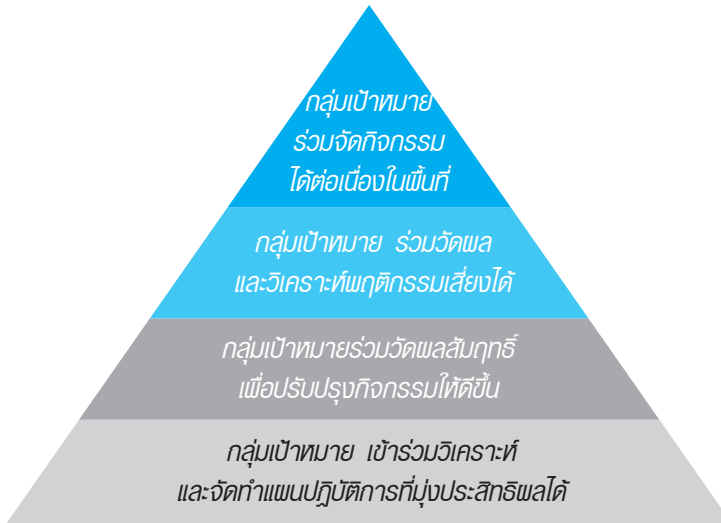 กลุ่มเป้าหมาย
ร่วมจัดกิจกรรม
ได้ต่อเนื่องในพื้นที่
กลุ่มเป้าหมาย ร่วมวัดผล
และวิเคราะห์พฤติกรรมเสี่ยงได้
กลุ่มเป้าหมายร่วมวัดผลสัมฤทธิ์
เพื่อปรับปรุงกิจกรรมให้ดีขึ้น
กลุ่มเป้าหมาย เข้าร่วมวิเคราะห์
และจัดทำแผนปฏิบัติการที่มุ่งประสิทธิผลได้